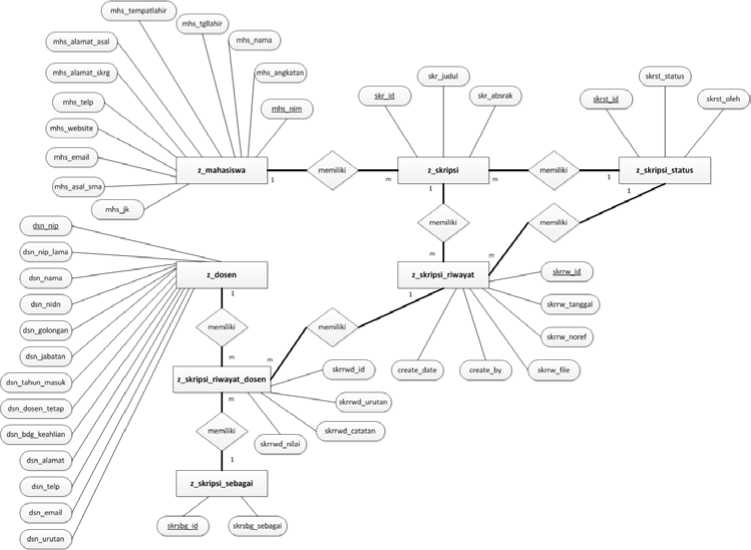 mhs_tempatlahir
mhs_tgllahir
mhs_nama
mhs_alamat_asal
mhs_alamat_skrg
mhs_angkatan
mhs_telp
mhs_nim
mhs_website
mhs_email
mhs_asal_sma
mhs_jk
z_mahasiswa
1
memiliki
m
skr_id
skr_judul
skr_absrak
z_skripsi
1
m
memiliki
1
skrst_id
skrst_status
skrst_oleh
z_skripsi_status
1
memiliki
m
memiliki
m
dsn_nip
dsn_nip_lama
dsn_nama
dsn_nidn
dsn_golongan
dsn_jabatan
dsn_tahun_masuk
dsn_dosen_tetap
dsn_bdg_keahlian
dsn_alamat
dsn_telp
dsn_email
dsn_urutan
z_dosen
1
memiliki
m
z_skripsi_riwayat
1
memiliki
m
skrrw_id
skrrw_tanggal
skrrw_noref
skrrw_file
create_by
create_date
z_skripsi_riwayat_dosen
m
skrrwd_id
skrrwd_urutan
skrrwd_catatan
skrrwd_nilai
memiliki
1
z_skripsi_sebagai
skrsbg_id
skrsbg_sebagai